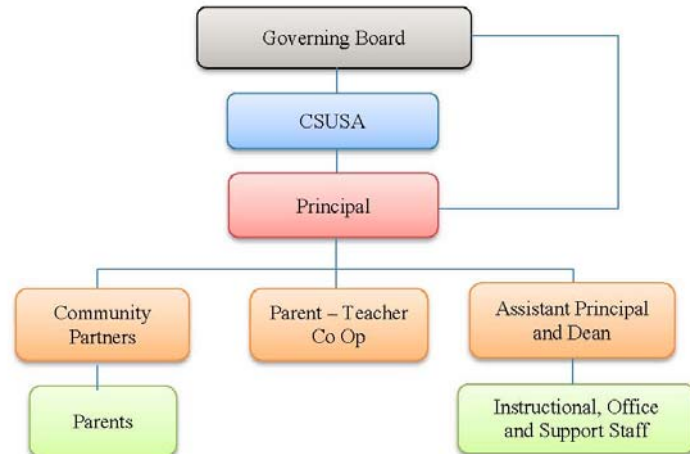 Governing Board
CSUSA
Principal
Community
Partners
Parent – Teacher
Co Op
Assistant Principal
and Dean
Parents
Instructional, Office
and Support Staff